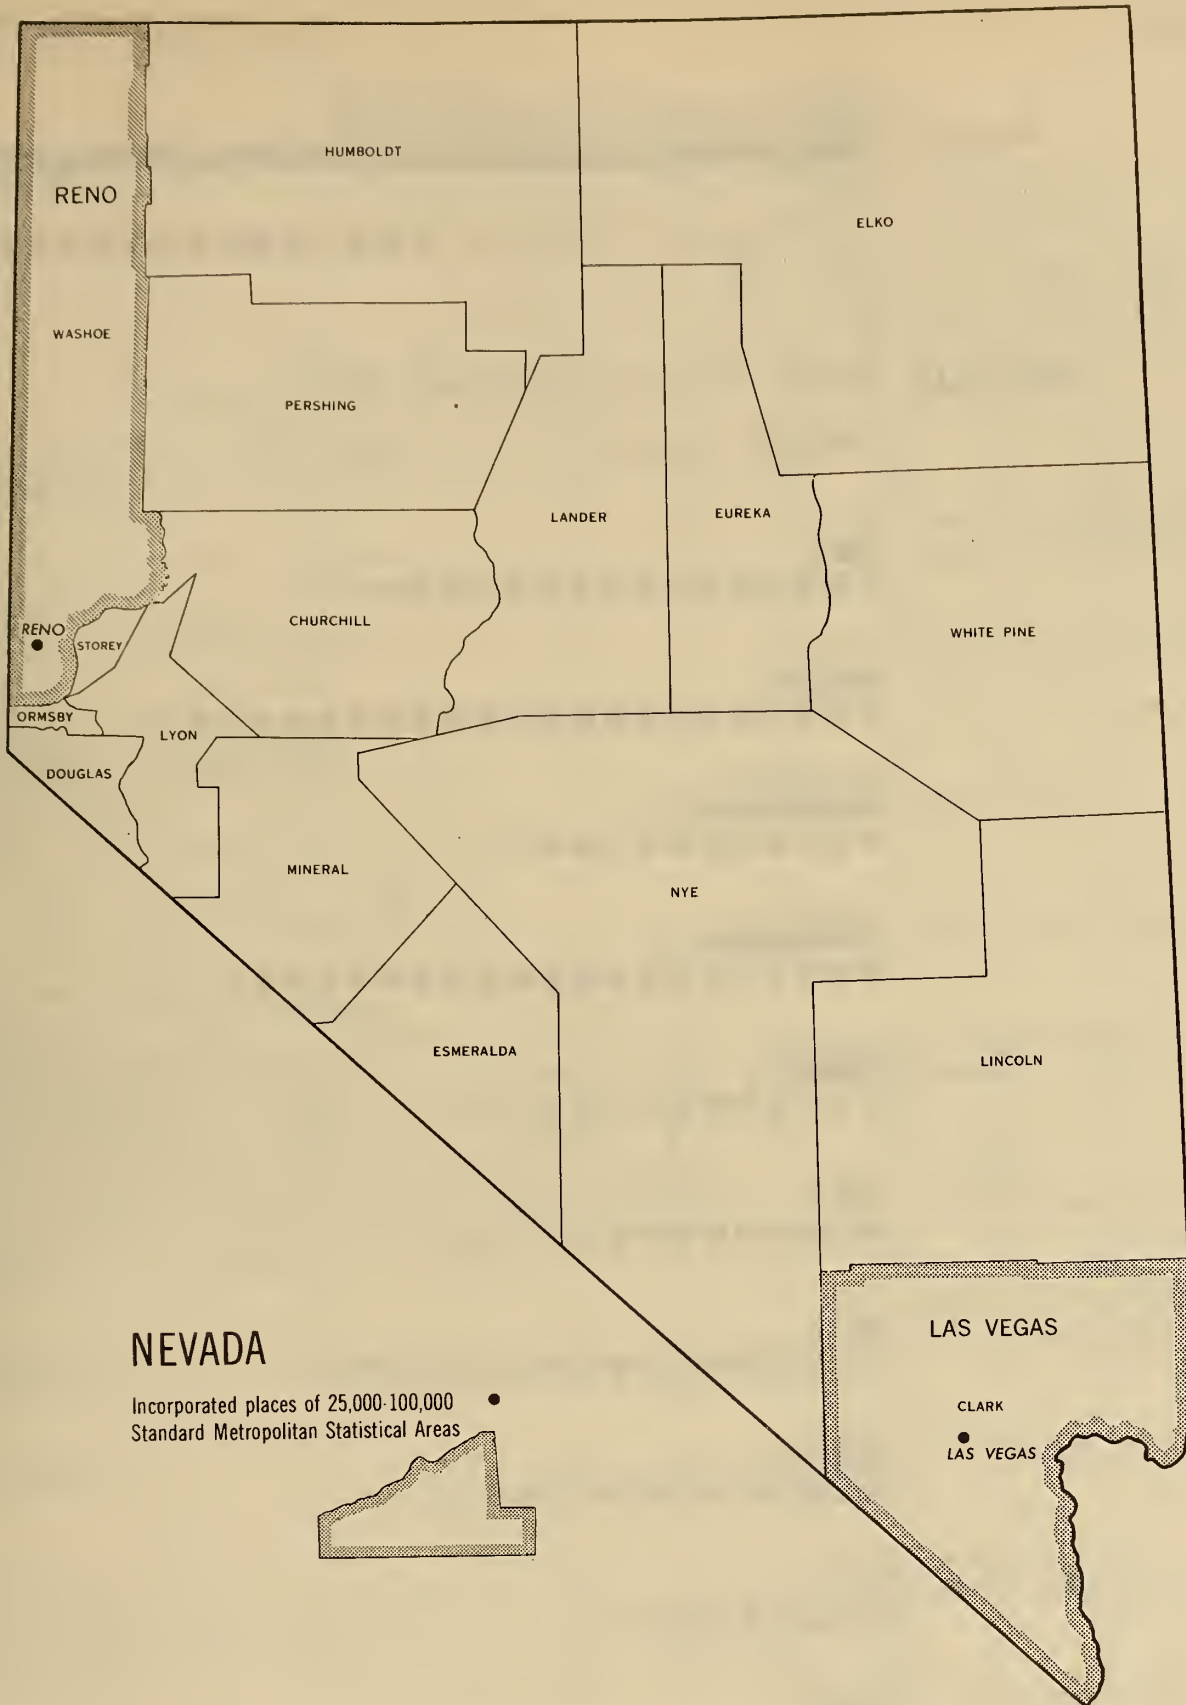 HUMBOLDT
RENO
ELKO
WASHOE
PERSHING
LANDER
EUREKA
CHURCHILL
RENO
STOREY
WHITE PINE
ORMSBY
LYON
DOUGLAS
MINERAL
NYE
ESMERALDA
LINCOLN
LAS VEGAS
CLARK
LAS VEGAS
NEVADA
Incorporated places of 25,000-100,000
Standard Metropolitan Statistical Areas